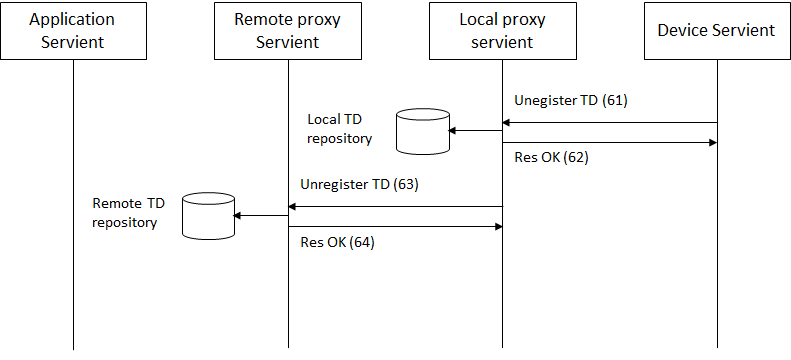 Application
Servient
Remote proxy
Servient
Local proxy
servient
Device Servient
Unegister TD (61)
Local TD
repository
Res OK (62)
Unregister TD (63)
Remote TD
repository
Res OK (64)